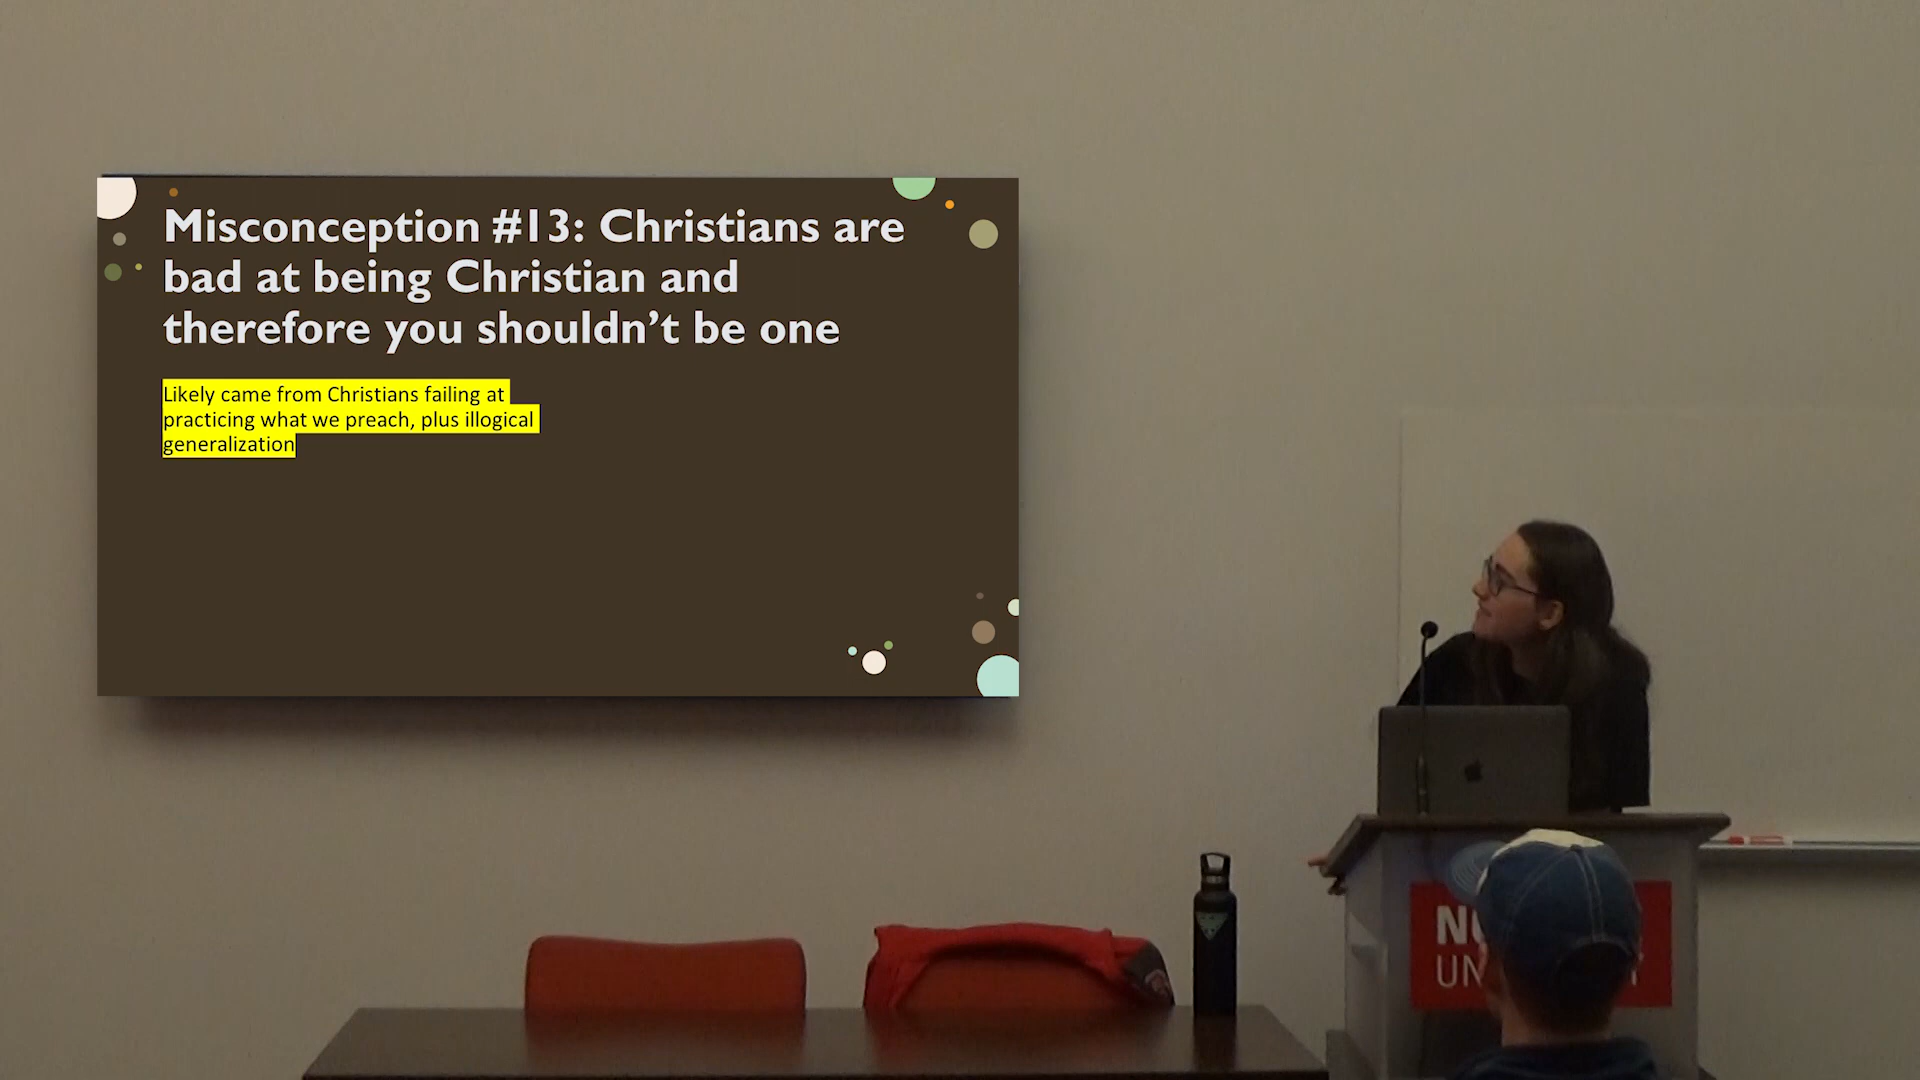 Misconception #13: Christians are
bad at being Christian and
therefore you shouldn’t be one
Likely came from Christians failing at
practicing what we preach, plus illogical
generalization